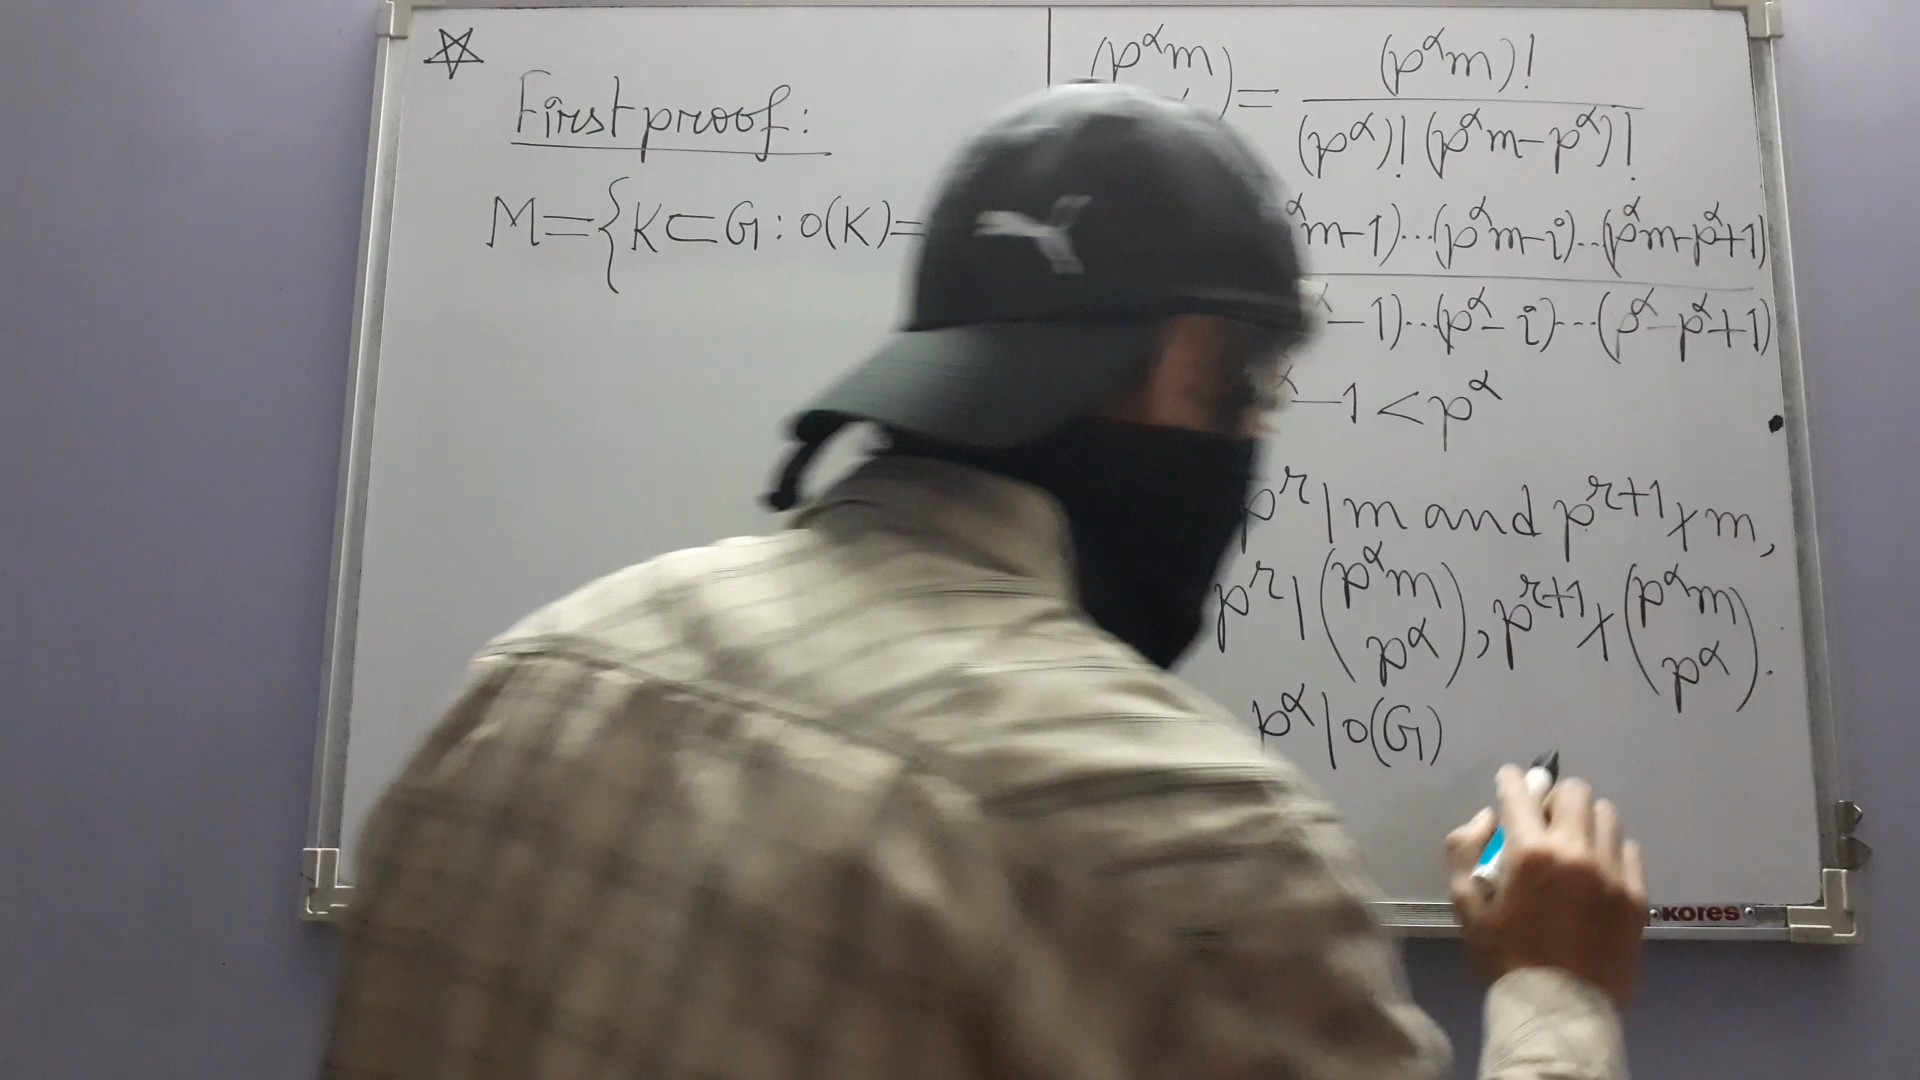 First proof:
M={K⊂G: o(K)=
(p^α m
)= (p^α m)! / (p^α)! (p^α m-p^α)!
^α m-1)...(p^α m-i)..(p^α m-p^α+1)
^α-1)...(p^α-i)...(p^α-p^α+1)
^α-1<p^α
p^r|m and p^{r+1}∤m,
p^r|(p^α m
p^α), p^{r+1}∤(p^α m
p^α).
p^α|o(G)
kores